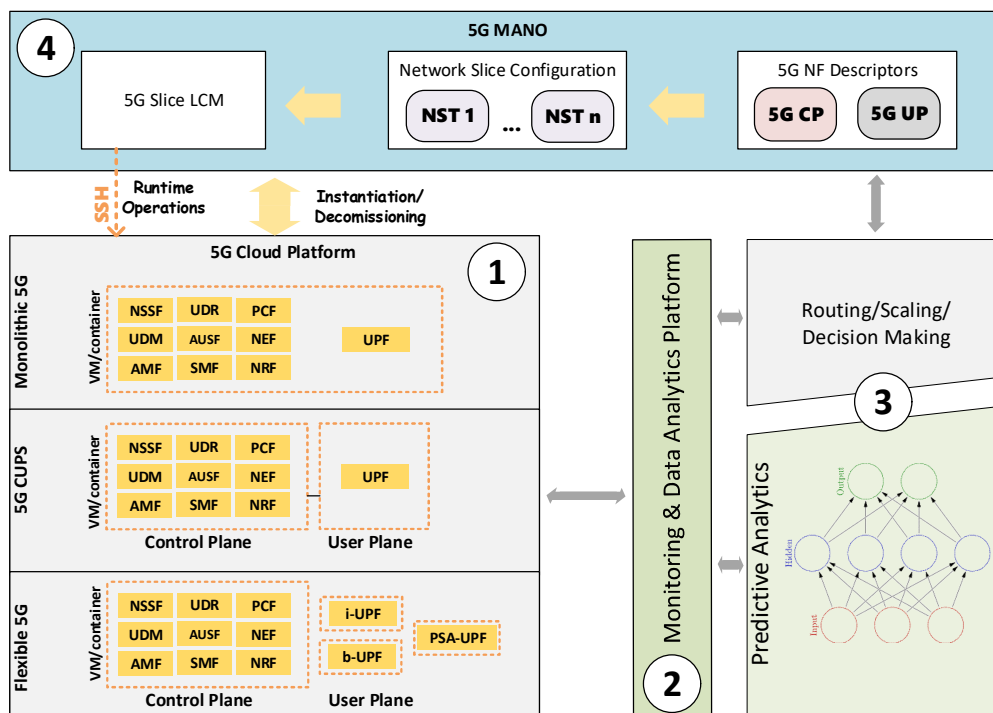 4
5G MANO
5G Slice LCM
Network Slice Configuration
NST 1
...
NST n
5G NF Descriptors
5G CP
5G UP
SSH
Runtime
Operations
Instantiation/
Decomissioning
5G Cloud Platform
1
Monolithic 5G
VM/container
NSSF
UDR
PCF
UDM
AUSF
NEF
AMF
SMF
NRF
UPF
5G CUPS
VM/container
NSSF
UDR
PCF
UDM
AUSF
NEF
AMF
SMF
NRF
UPF
Control Plane
User Plane
Flexible 5G
VM/container
NSSF
UDR
PCF
UDM
AUSF
NEF
AMF
SMF
NRF
i-UPF
b-UPF
PSA-UPF
Control Plane
User Plane
Monitoring & Data Analytics Platform
2
Routing/Scaling/
Decision Making
3
Predictive Analytics
Output
Hidden
Input